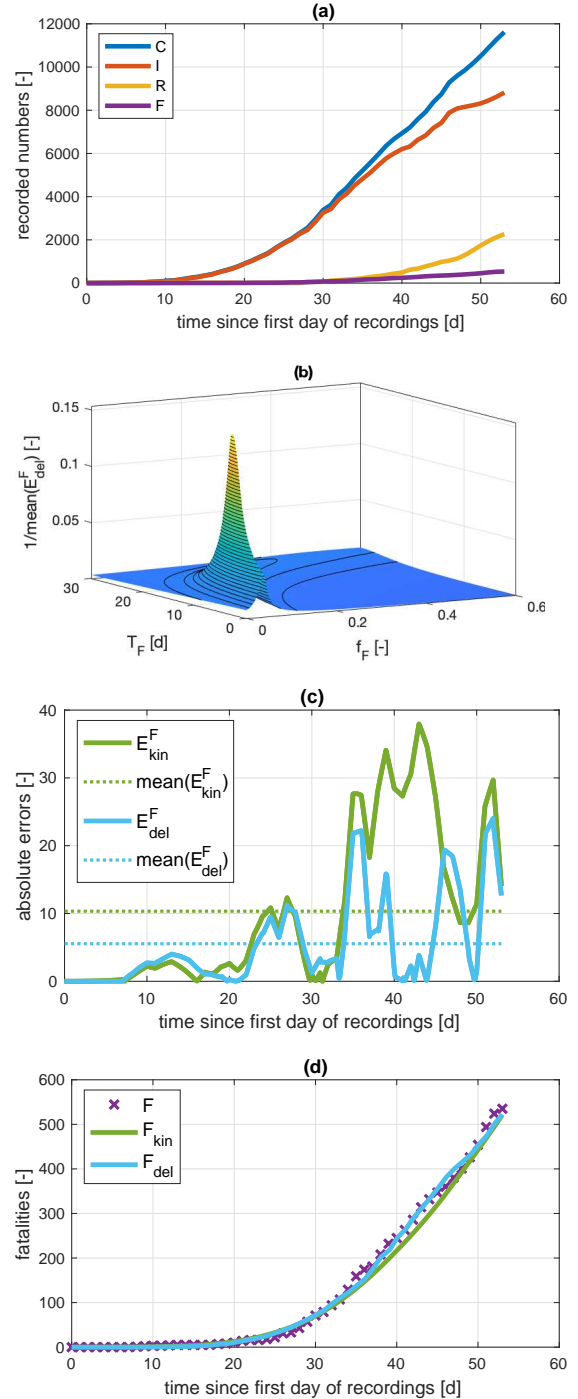 (a)
12000
10000
8000
6000
4000
2000
0
recorded numbers [-]
C
I
R
F
0 10 20 30 40 50 60
time since first day of recordings [d]
(b)
0.15
0.1
0.05
1/mean(E^F_del) [-]
30 20 10 0
T_F [d]
0 0.2 0.4 0.6
f_F [-]
(c)
40
30
20
10
0
absolute errors [-]
E^F_kin
mean(E^F_kin)
E^F_del
mean(E^F_del)
0 10 20 30 40 50 60
time since first day of recordings [d]
(d)
600
500
400
300
200
100
0
fatalities [-]
F
F_kin
F_del
0 10 20 30 40 50 60
time since first day of recordings [d]